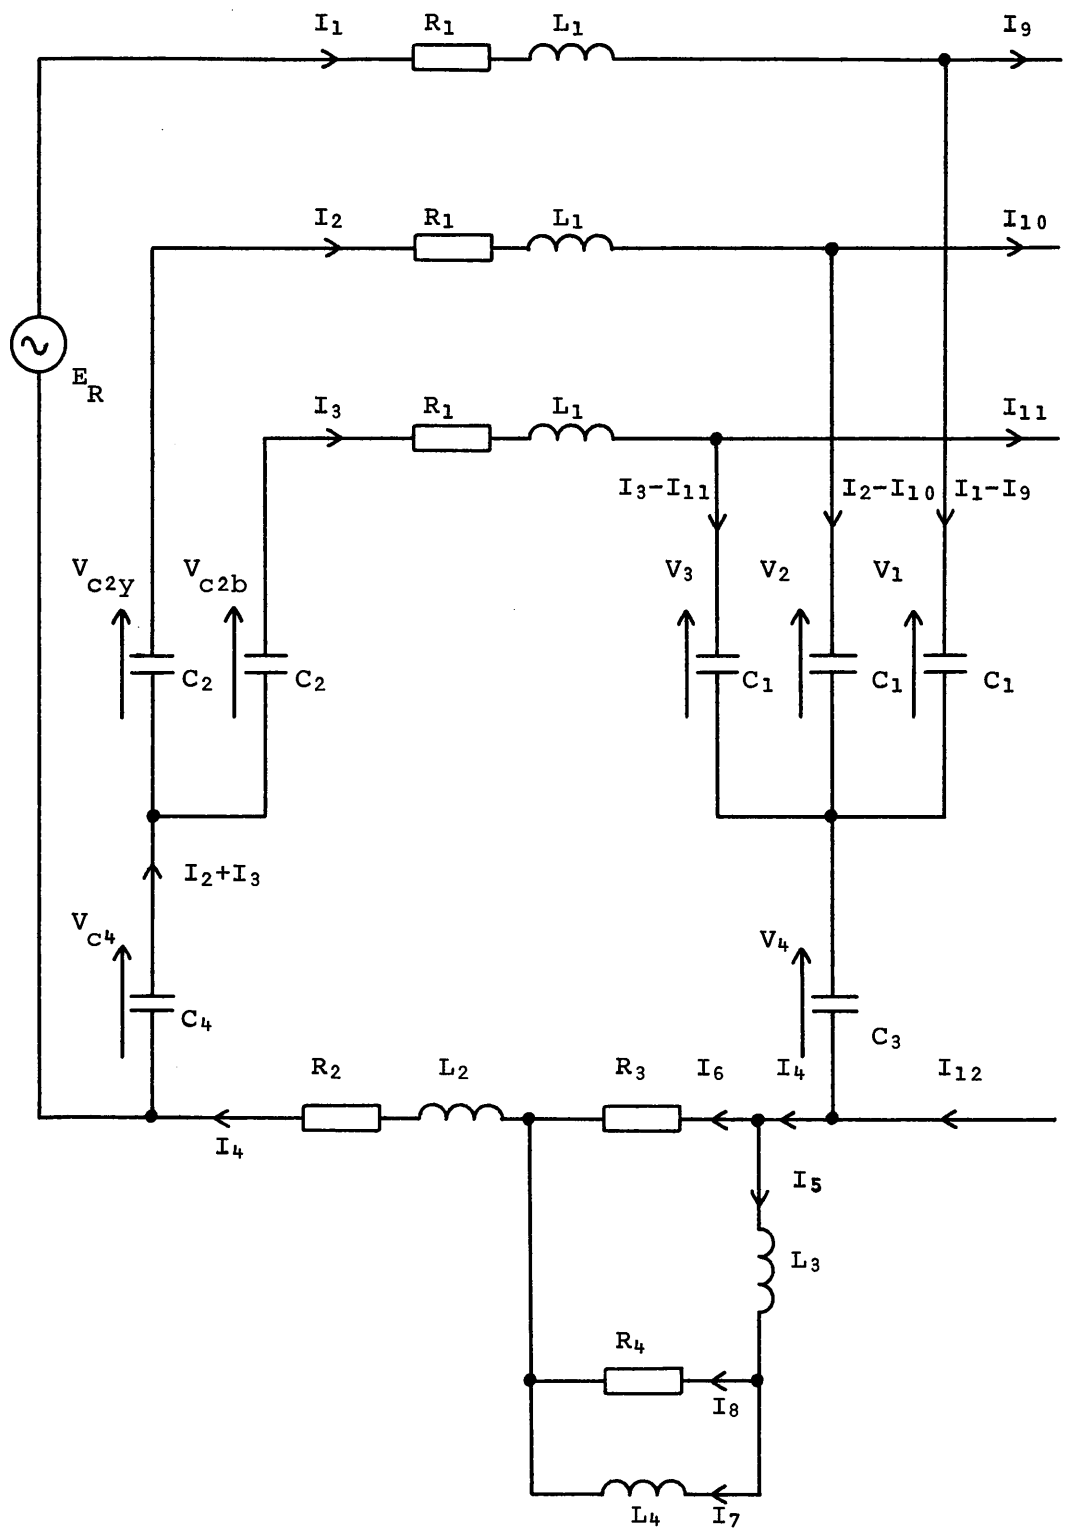 I1 R1 L1 I9
I2 R1 L1 I10
ER
I3 R1 L1 I11
I3-I11 I2-I10 I1-I9
Vc2y Vc2b V3 V2 V1
C2 C2 C1 C1 C1
I2+I3
Vc4 V4
C4 C3
R2 L2 R3 I6 I4 I12
I4
I5
L3
R4
I8
L4 I7